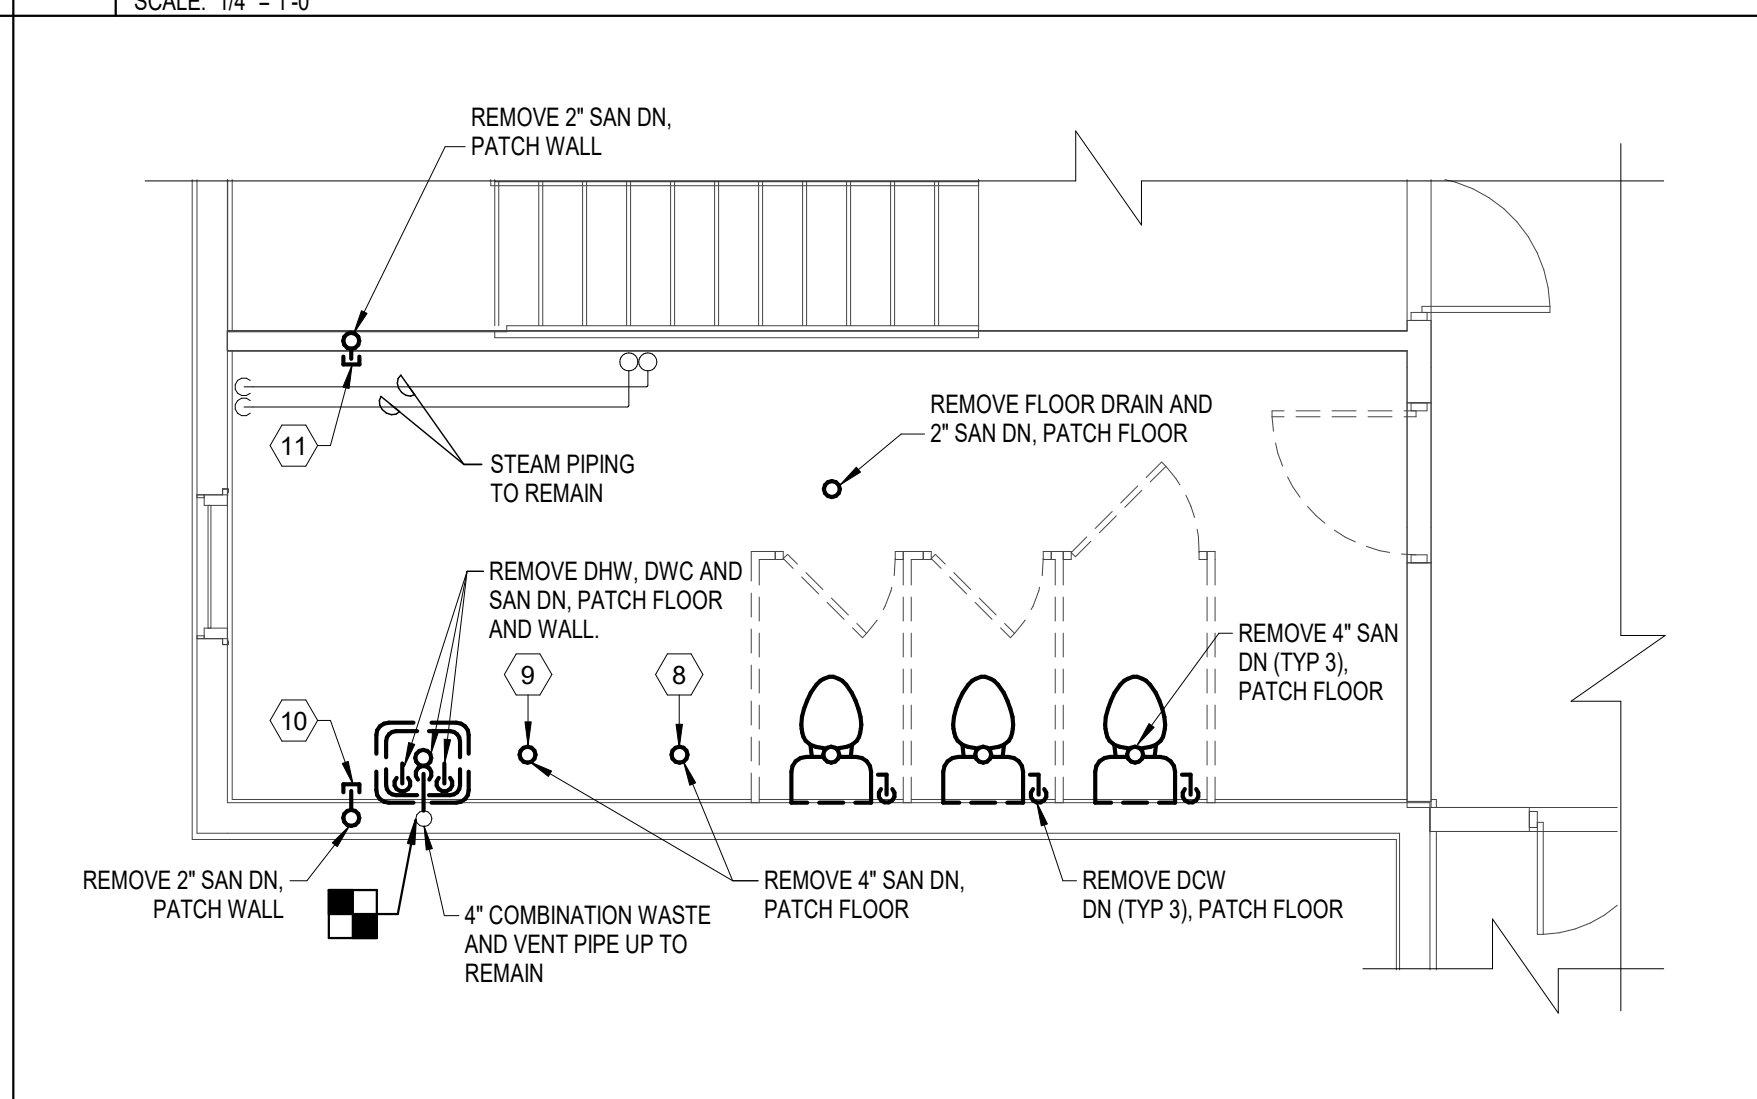 SCALE: 1/4" = 1'-0"
REMOVE 2" SAN DN,
PATCH WALL
REMOVE FLOOR DRAIN AND
2" SAN DN, PATCH FLOOR
11
STEAM PIPING
TO REMAIN
REMOVE DHW, DWC AND
SAN DN, PATCH FLOOR
AND WALL.
REMOVE 4" SAN
DN (TYP 3),
PATCH FLOOR
9
8
10
REMOVE 2" SAN DN,
PATCH WALL
4" COMBINATION WASTE
AND VENT PIPE UP TO
REMAIN
REMOVE 4" SAN DN,
PATCH FLOOR
REMOVE DCW
DN (TYP 3), PATCH FLOOR